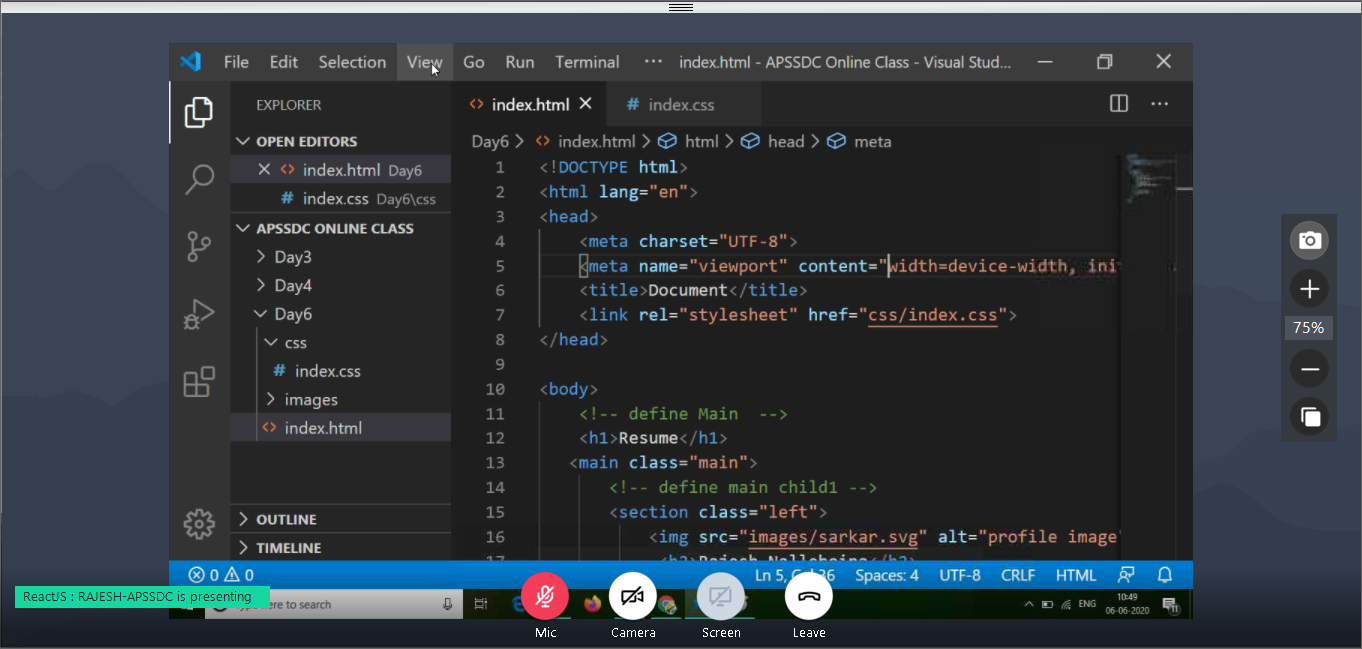 File Edit Selection View Go Run Terminal ··· index.html - APSSDC Online Class - Visual Stud...
EXPLORER
index.html
# index.css
OPEN EDITORS
index.html Day6
# index.css Day6\css
APSSDC ONLINE CLASS
Day3
Day4
Day6
css
# index.css
images
index.html
OUTLINE
TIMELINE
Day6 > index.html > html > head > meta
1 <!DOCTYPE html>
2 <html lang="en">
3 <head>
4 <meta charset="UTF-8">
5 <meta name="viewport" content="width=device-width, ini
6 <title>Document</title>
7 <link rel="stylesheet" href="css/index.css">
8 </head>
9
10 <body>
11 <!-- define Main -->
12 <h1>Resume</h1>
13 <main class="main">
14 <!-- define main child1 -->
15 <section class="left">
16 <img src="images/sarkar.svg" alt="profile image"
17
0 0
Ln 5, Spaces: 4 UTF-8 CRLF HTML
75%
ReactJS : RAJESH-APSSDC is presenting
to search
ENG
10:49
06-06-2020
11
Mic Camera Screen Leave